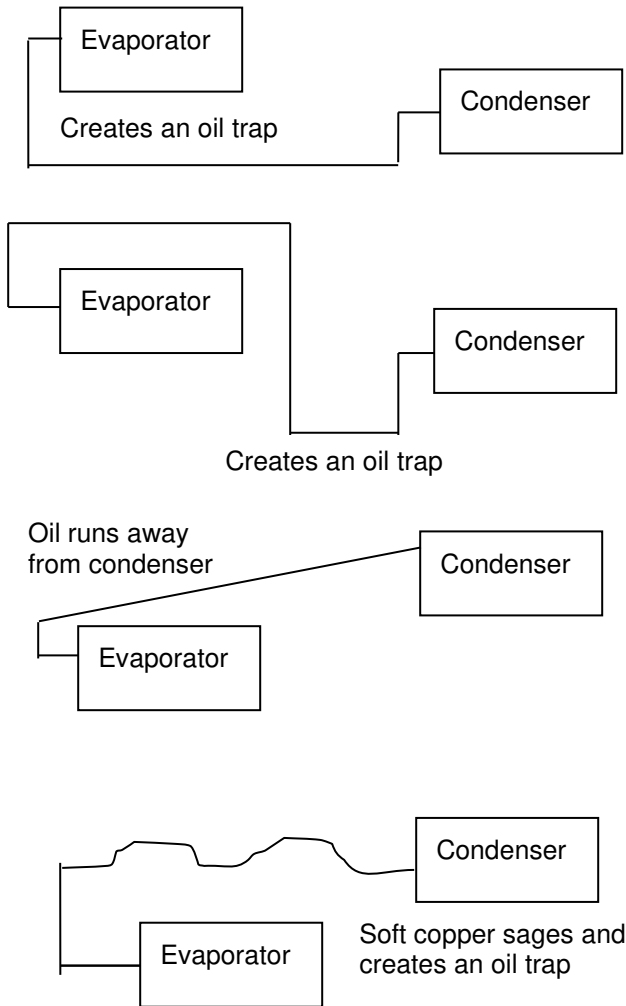 Evaporator
Condenser
Creates an oil trap
Evaporator
Condenser
Creates an oil trap
Oil runs away
from condenser
Condenser
Evaporator
Condenser
Evaporator
Soft copper sages and
creates an oil trap